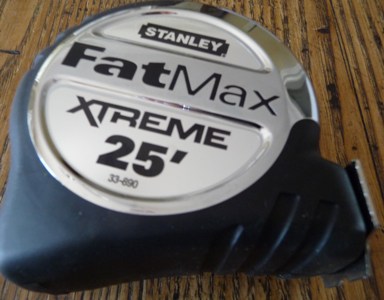 STANLEY
FatMax
XTREME
25'
33-890